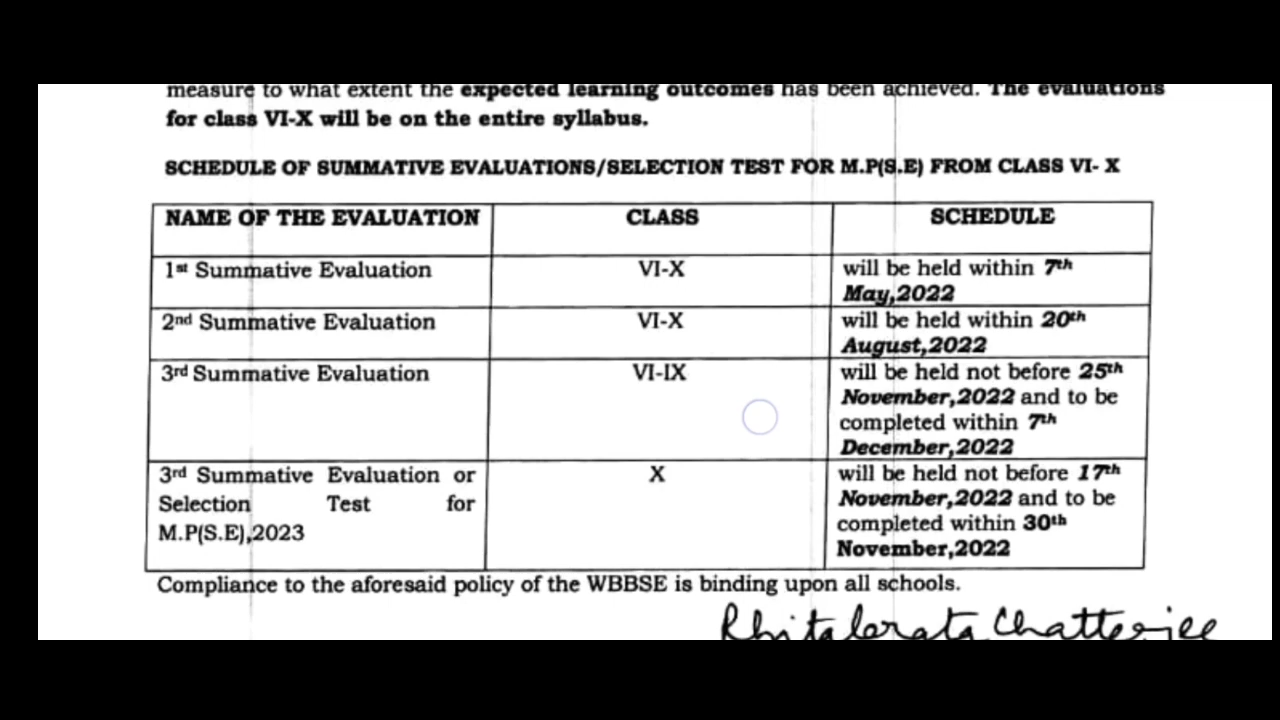 measure to what extent the expected learning outcomes has been achieved. The evaluations
for class VI-X will be on the entire syllabus.
SCHEDULE OF SUMMATIVE EVALUATIONS/SELECTION TEST FOR M.P(S.E) FROM CLASS VI- X
NAME OF THE EVALUATION CLASS SCHEDULE
1st Summative Evaluation VI-X will be held within 7th
May,2022
2nd Summative Evaluation VI-X will be held within 20th
August,2022
3rd Summative Evaluation VI-IX will be held not before 25th
November,2022 and to be
completed within 7th
December,2022
3rd Summative Evaluation or X will be held not before 17th
Selection Test for November,2022 and to be
M.P(S.E),2023 completed within 30th
November,2022
Compliance to the aforesaid policy of the WBBSE is binding upon all schools.
Chatterjee